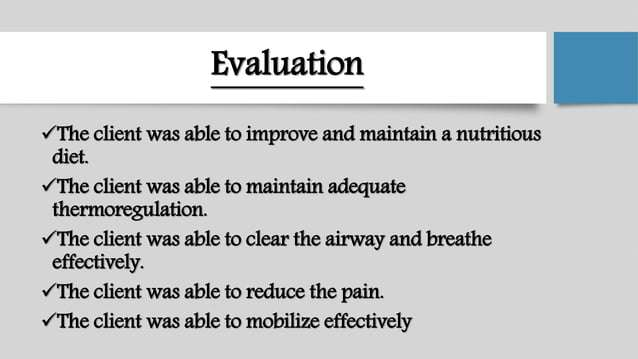 Evaluation
✓The client was able to improve and maintain a nutritious
diet.
✓The client was able to maintain adequate
thermoregulation.
✓The client was able to clear the airway and breathe
effectively.
✓The client was able to reduce the pain.
✓The client was able to mobilize effectively